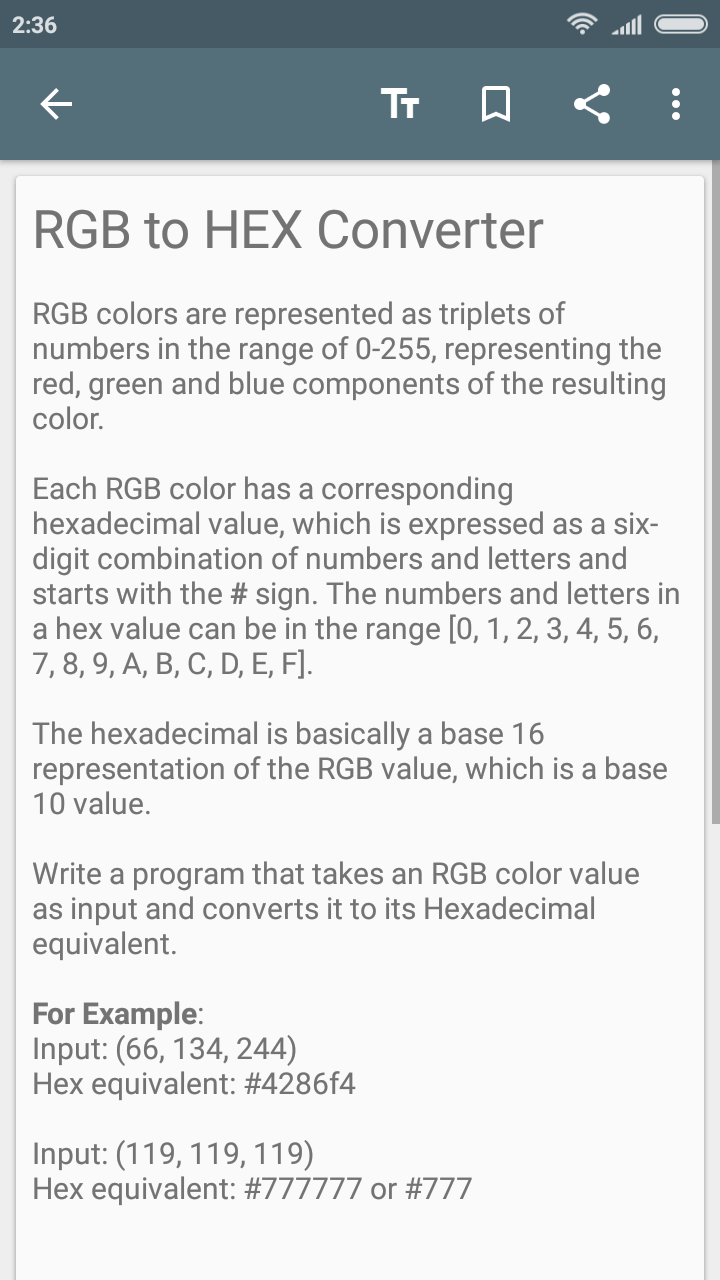 2:36
RGB to HEX Converter
RGB colors are represented as triplets of
numbers in the range of 0-255, representing the
red, green and blue components of the resulting
color.
Each RGB color has a corresponding
hexadecimal value, which is expressed as a six-
digit combination of numbers and letters and
starts with the # sign. The numbers and letters in
a hex value can be in the range [0, 1, 2, 3, 4, 5, 6,
7, 8, 9, A, B, C, D, E, F].
The hexadecimal is basically a base 16
representation of the RGB value, which is a base
10 value.
Write a program that takes an RGB color value
as input and converts it to its Hexadecimal
equivalent.
For Example:
Input: (66, 134, 244)
Hex equivalent: #4286f4
Input: (119, 119, 119)
Hex equivalent: #777777 or #777